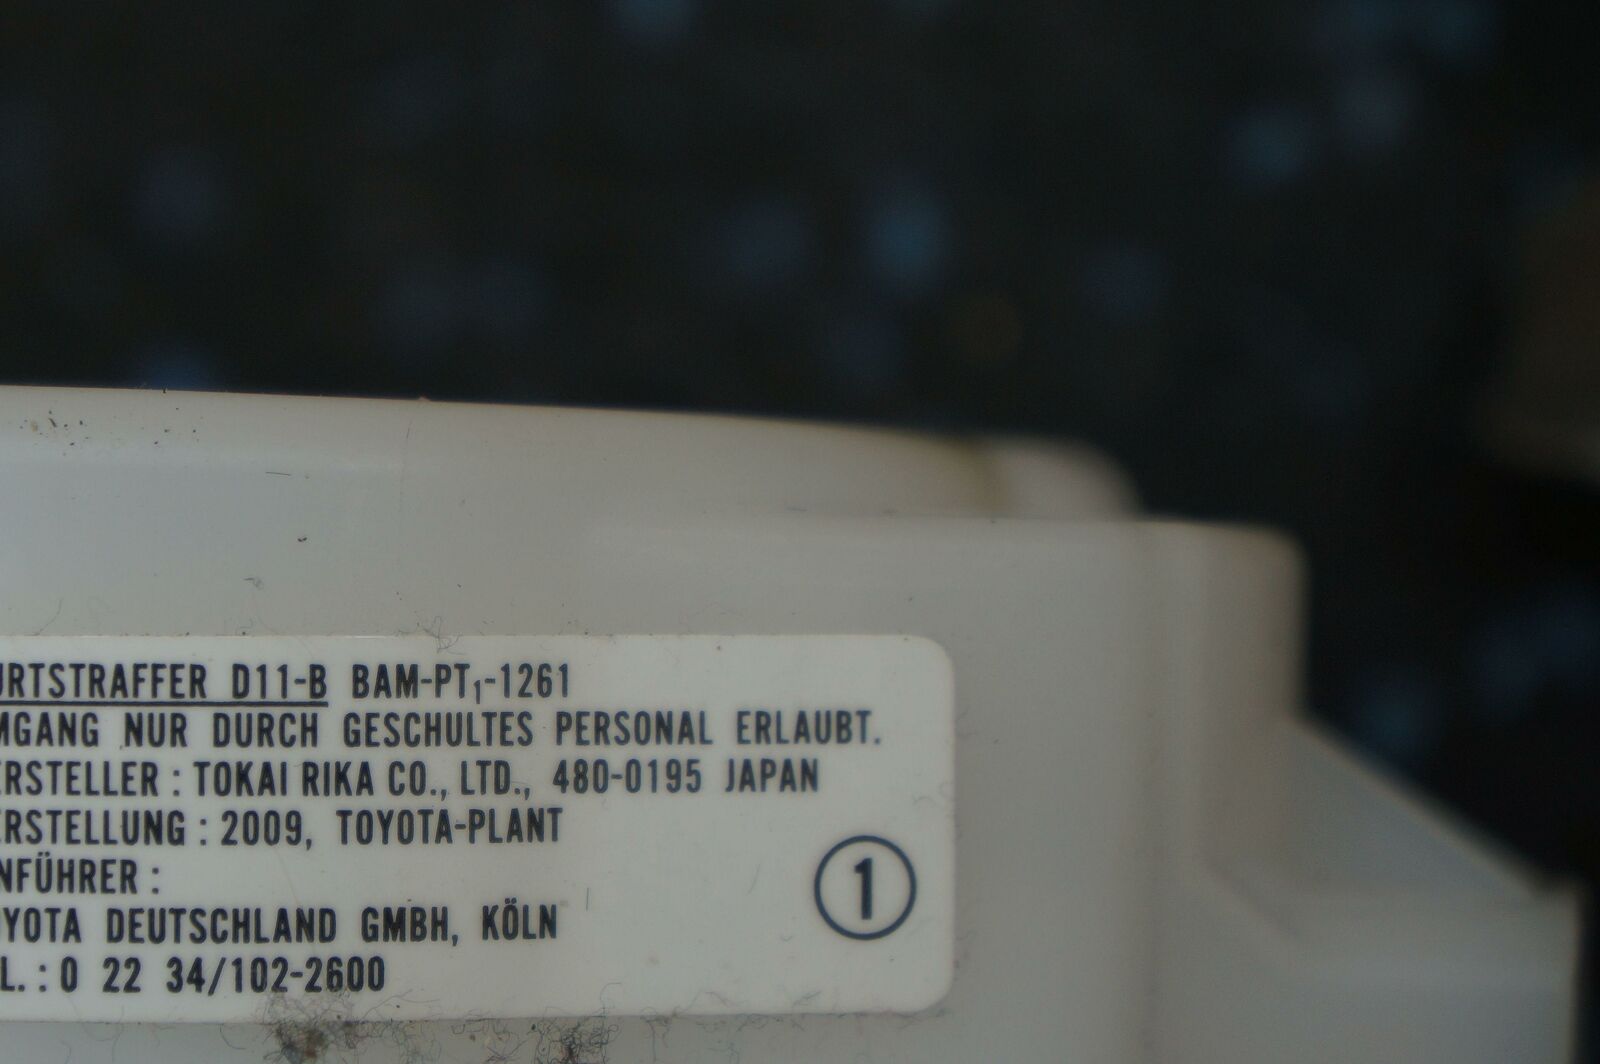 URTSTRAFFER D11-B BAM-PT₁-1261
MGANG NUR DURCH GESCHULTES PERSONAL ERLAUBT.
ERSTELLER : TOKAI RIKA CO., LTD., 480-0195 JAPAN
ERSTELLUNG : 2009, TOYOTA-PLANT
NFÜHRER :
OYOTA DEUTSCHLAND GMBH, KÖLN
L. : 0 22 34/102-2600
1